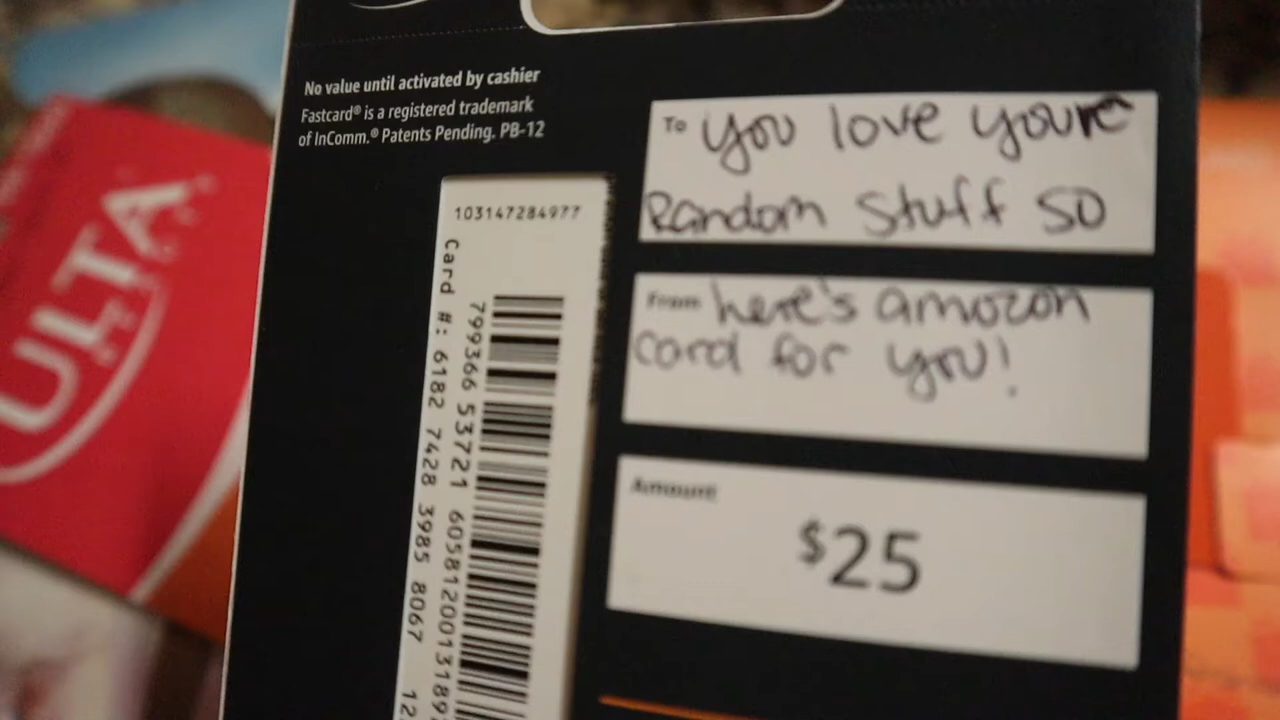 No value until activated by cashier
Fastcard® is a registered trademark
of InComm.® Patents Pending. PB-12
To you love youre
Random Stuff so
From here's amozon
card for you!
Amount
$25
103147284977
799366 53721 6058120013189
Card #: 6182 7428 3985 8067 12
ULTA